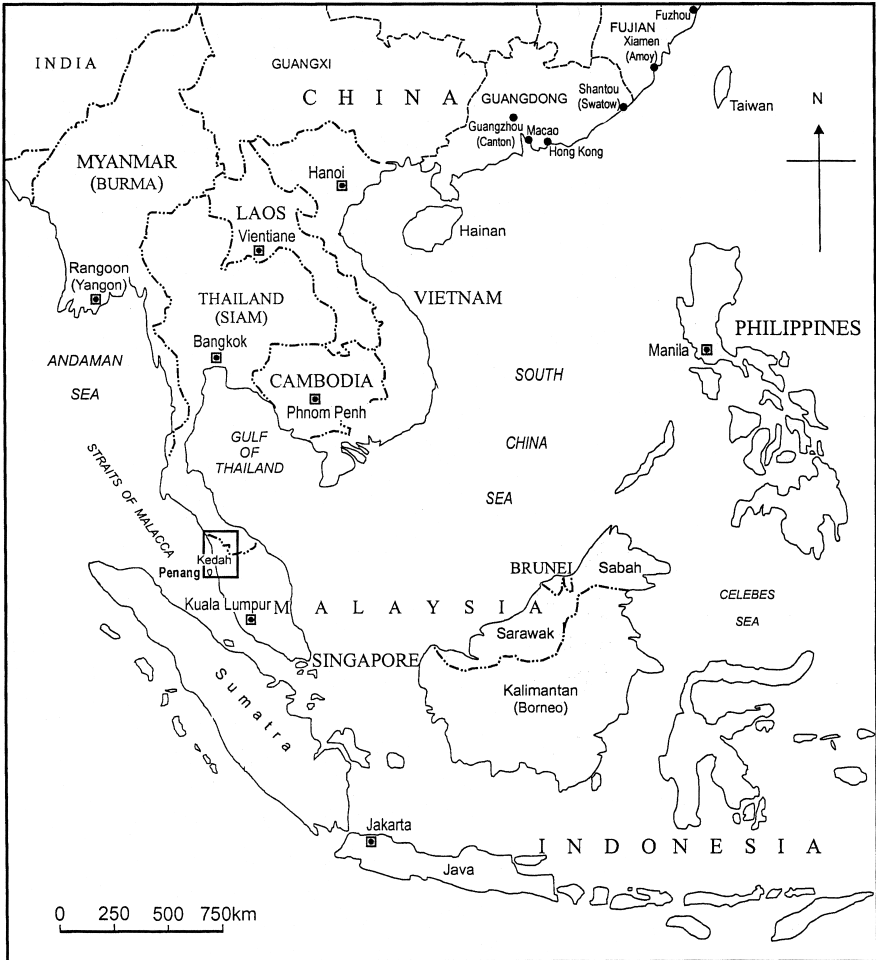 Fuzhou
FUJIAN
Xiamen
(Amoy)
INDIA
GUANGXI
CHINA
GUANGDONG
Shantou
(Swatow)
Taiwan
N
Guangzhou
(Canton)
Macao
Hong Kong
MYANMAR
(BURMA)
Hanoi
LAOS
Vientiane
Hainan
Rangoon
(Yangon)
THAILAND
(SIAM)
VIETNAM
Bangkok
PHILIPPINES
Manila
ANDAMAN
SEA
CAMBODIA
Phnom Penh
SOUTH
CHINA
SEA
GULF
OF
THAILAND
STRAITS OF MALACCA
Kedah
Penang
BRUNEI
Sabah
CELEBES
SEA
Kuala Lumpur
MALAYSIA
Sarawak
SINGAPORE
Kalimantan
(Borneo)
Sumatra
Jakarta
INDONESIA
Java
0 250 500 750km